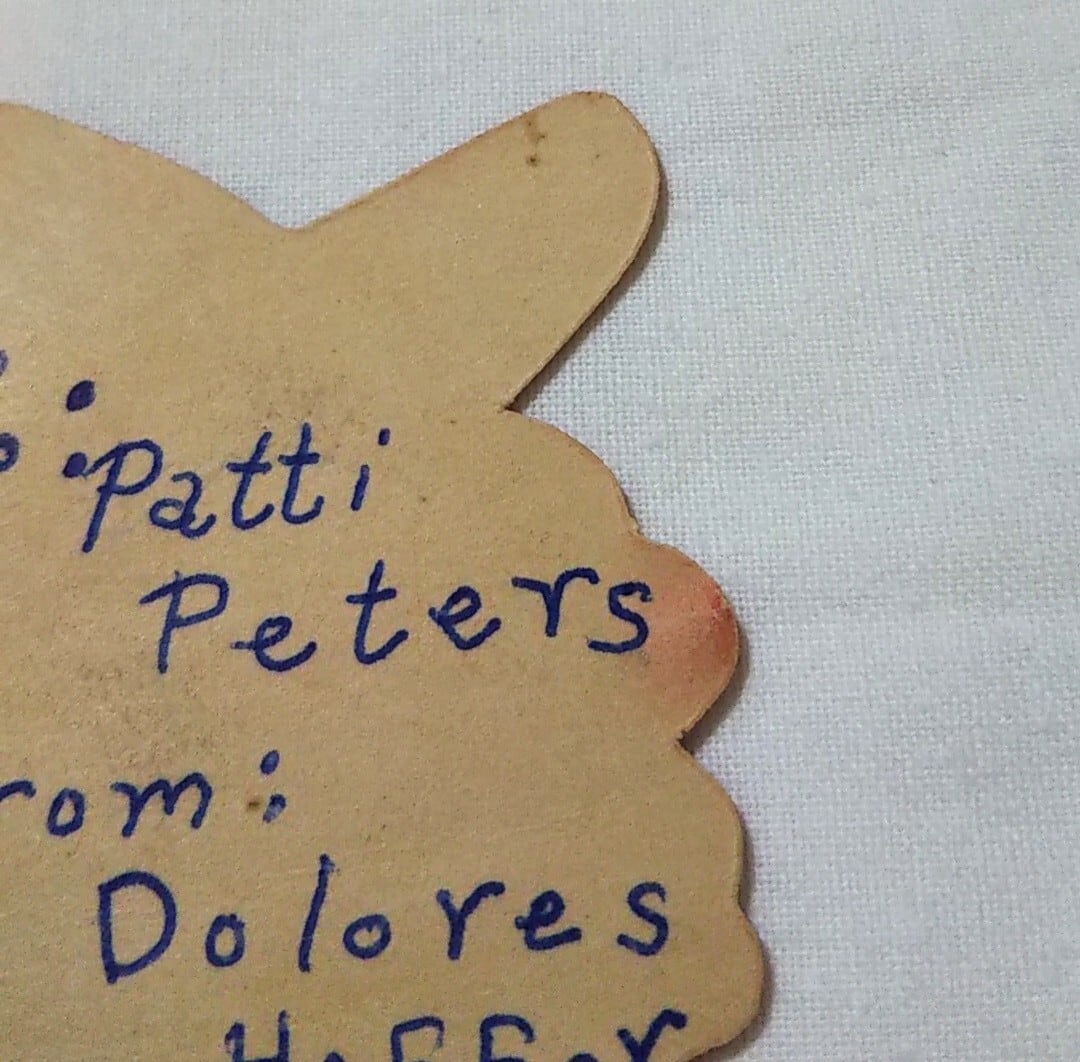 : Patti
Peters
rom:
Dolores